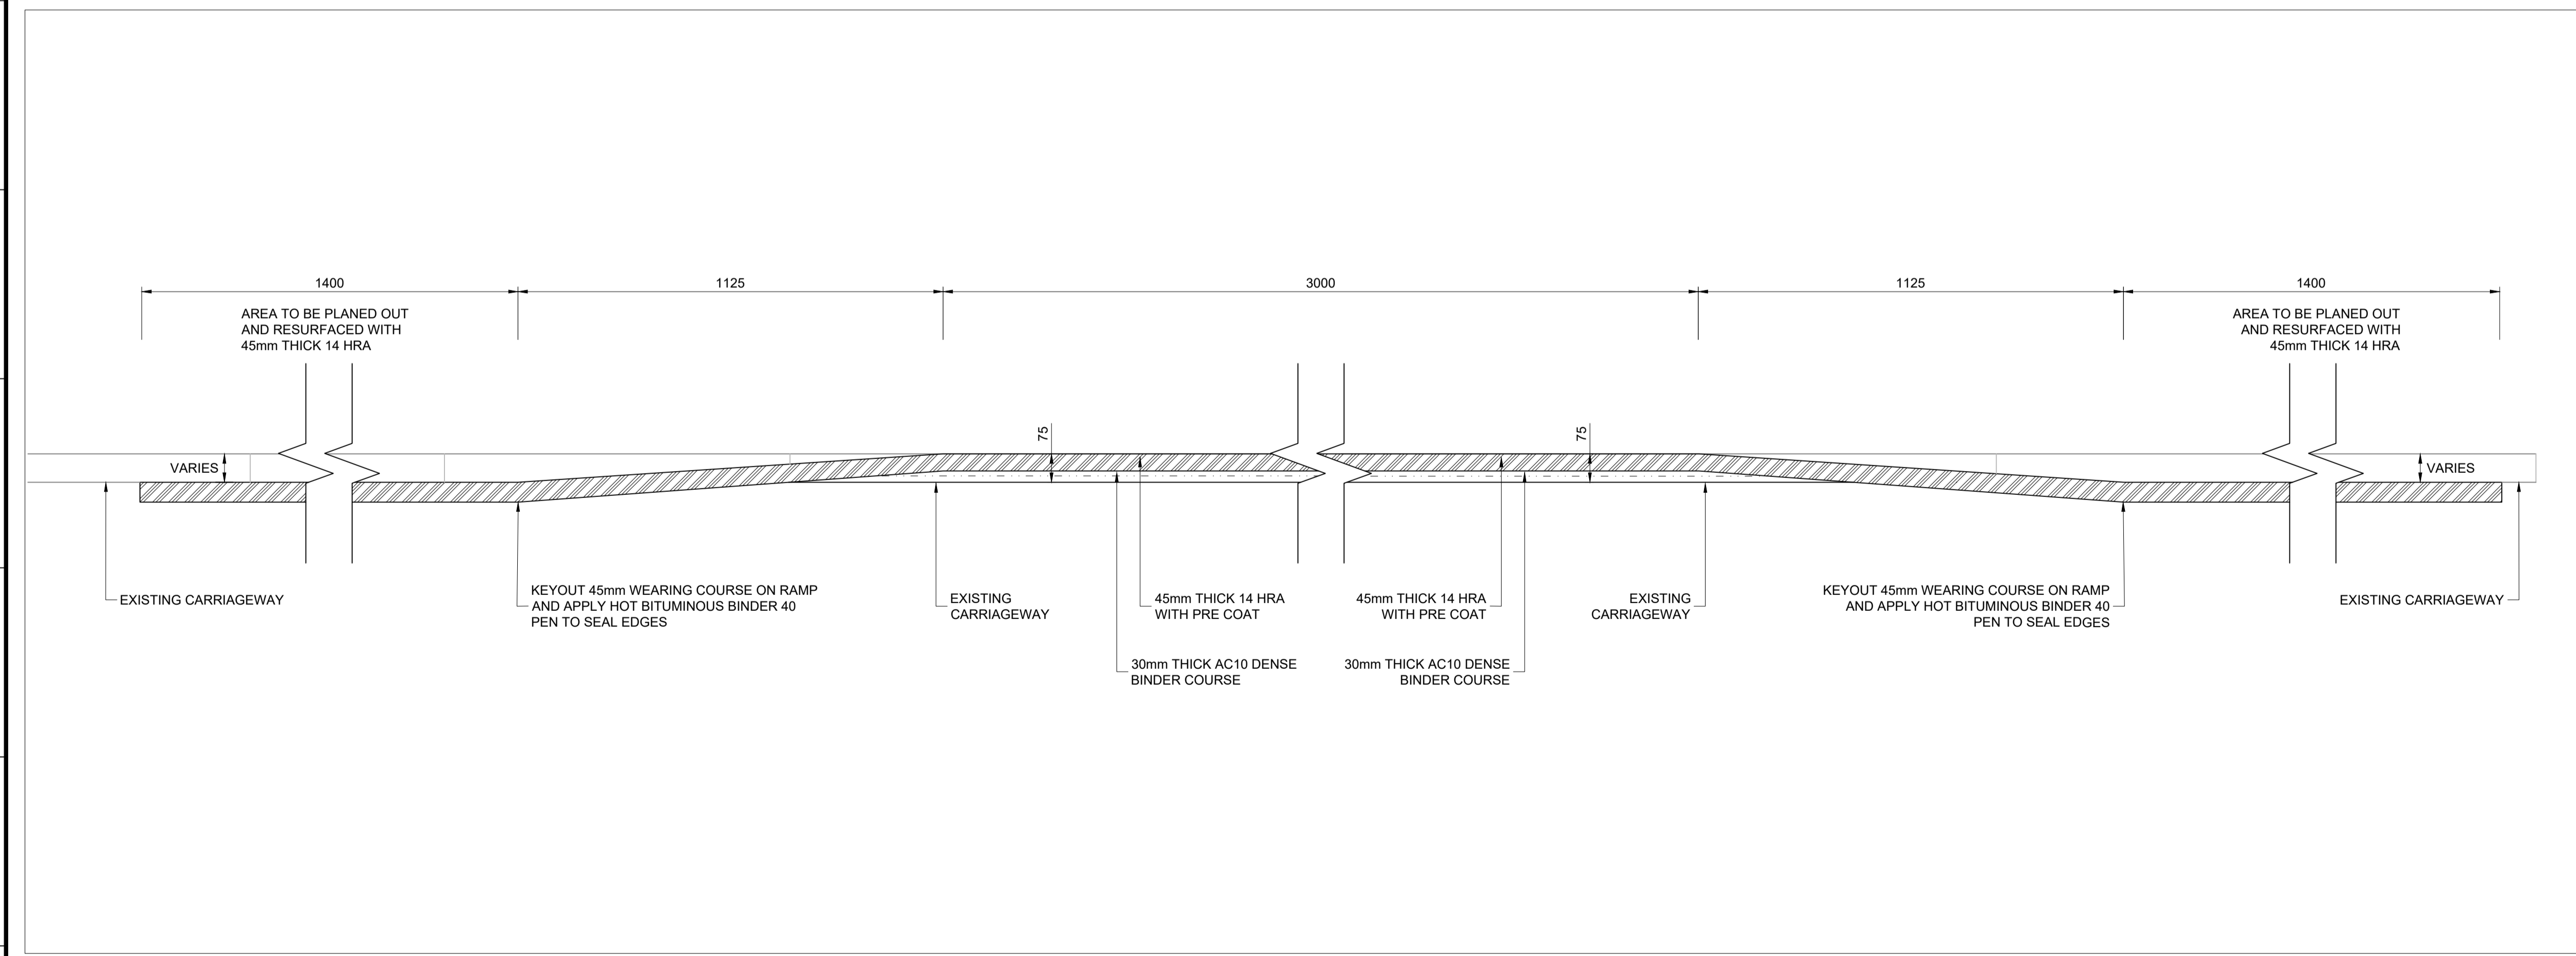 1400
1125
3000
1125
1400
AREA TO BE PLANED OUT
AND RESURFACED WITH
45mm THICK 14 HRA
AREA TO BE PLANED OUT
AND RESURFACED WITH
45mm THICK 14 HRA
VARIES
75
75
VARIES
EXISTING CARRIAGEWAY
KEYOUT 45mm WEARING COURSE ON RAMP
AND APPLY HOT BITUMINOUS BINDER 40
PEN TO SEAL EDGES
EXISTING
CARRIAGEWAY
45mm THICK 14 HRA
WITH PRE COAT
45mm THICK 14 HRA
WITH PRE COAT
EXISTING
CARRIAGEWAY
KEYOUT 45mm WEARING COURSE ON RAMP
AND APPLY HOT BITUMINOUS BINDER 40
PEN TO SEAL EDGES
EXISTING CARRIAGEWAY
30mm THICK AC10 DENSE
BINDER COURSE
30mm THICK AC10 DENSE
BINDER COURSE